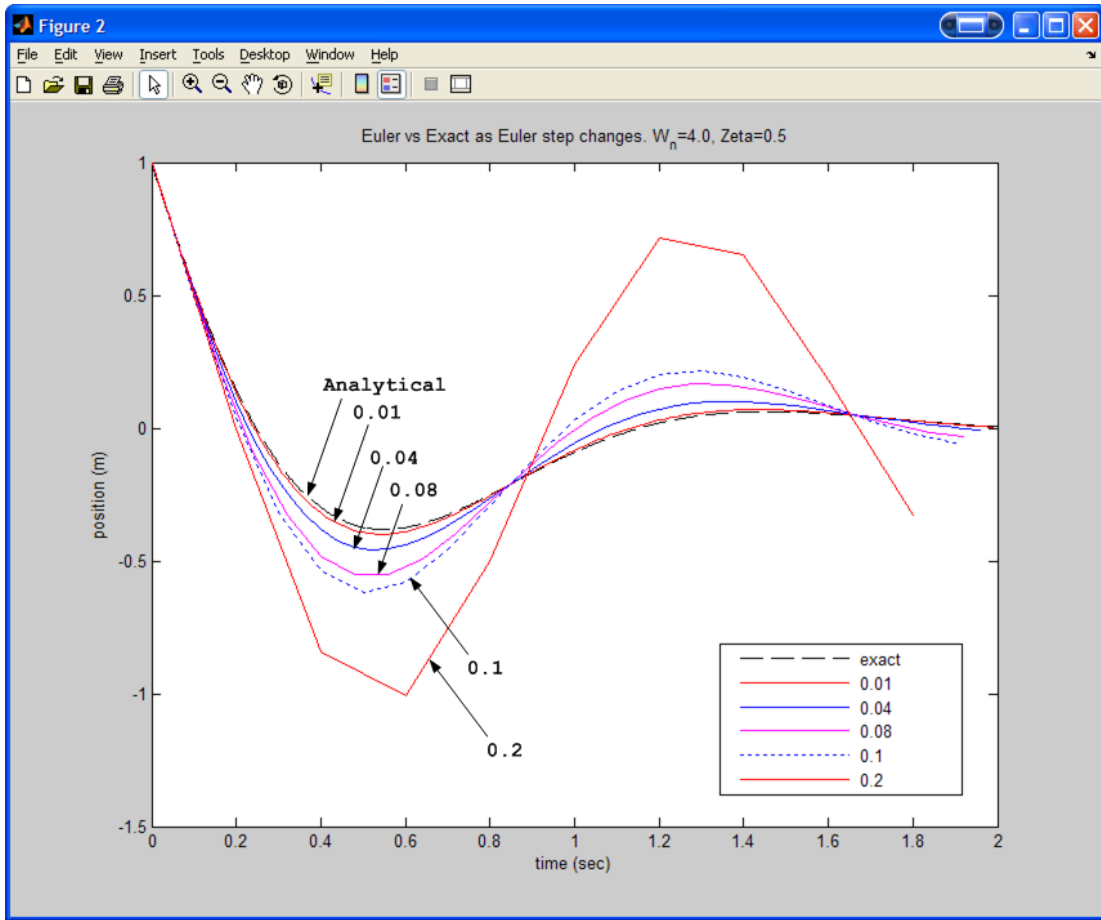 Figure 2
File Edit View Insert Tools Desktop Window Help
Euler vs Exact as Euler step changes. W_n=4.0, Zeta=0.5
1
0.5
0
-0.5
-1
-1.5
position (m)
Analytical
0.01
0.04
0.08
0.1
0.2
exact
0.01
0.04
0.08
0.1
0.2
0 0.2 0.4 0.6 0.8 1 1.2 1.4 1.6 1.8 2
time (sec)